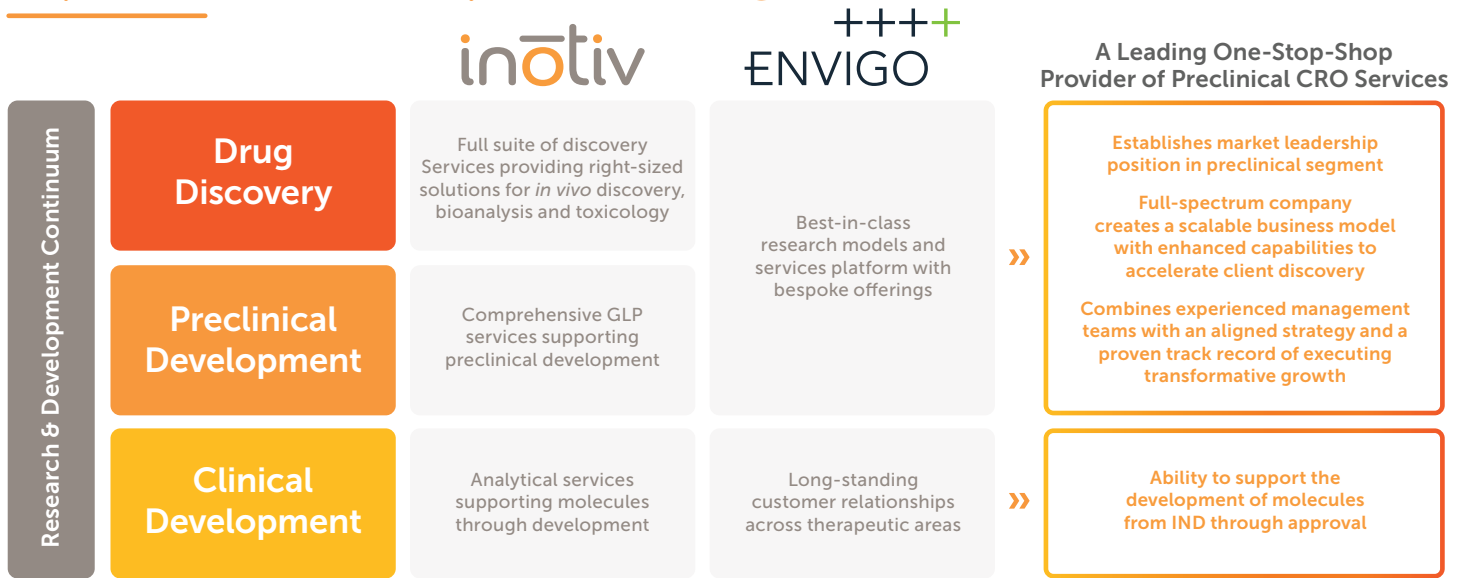 inōtiv
++++
ENVIGO
A Leading One-Stop-Shop
Provider of Preclinical CRO Services
Research & Development Continuum
Drug
Discovery
Full suite of discovery
Services providing right-sized
solutions for in vivo discovery,
bioanalysis and toxicology
Best-in-class
research models and
services platform with
bespoke offerings
»
Establishes market leadership
position in preclinical segment
Full-spectrum company
creates a scalable business model
with enhanced capabilities to
accelerate client discovery
Combines experienced management
teams with an aligned strategy and a
proven track record of executing
transformative growth
Preclinical
Development
Comprehensive GLP
services supporting
preclinical development
Clinical
Development
Analytical services
supporting molecules
through development
Long-standing
customer relationships
across therapeutic areas
»
Ability to support the
development of molecules
from IND through approval